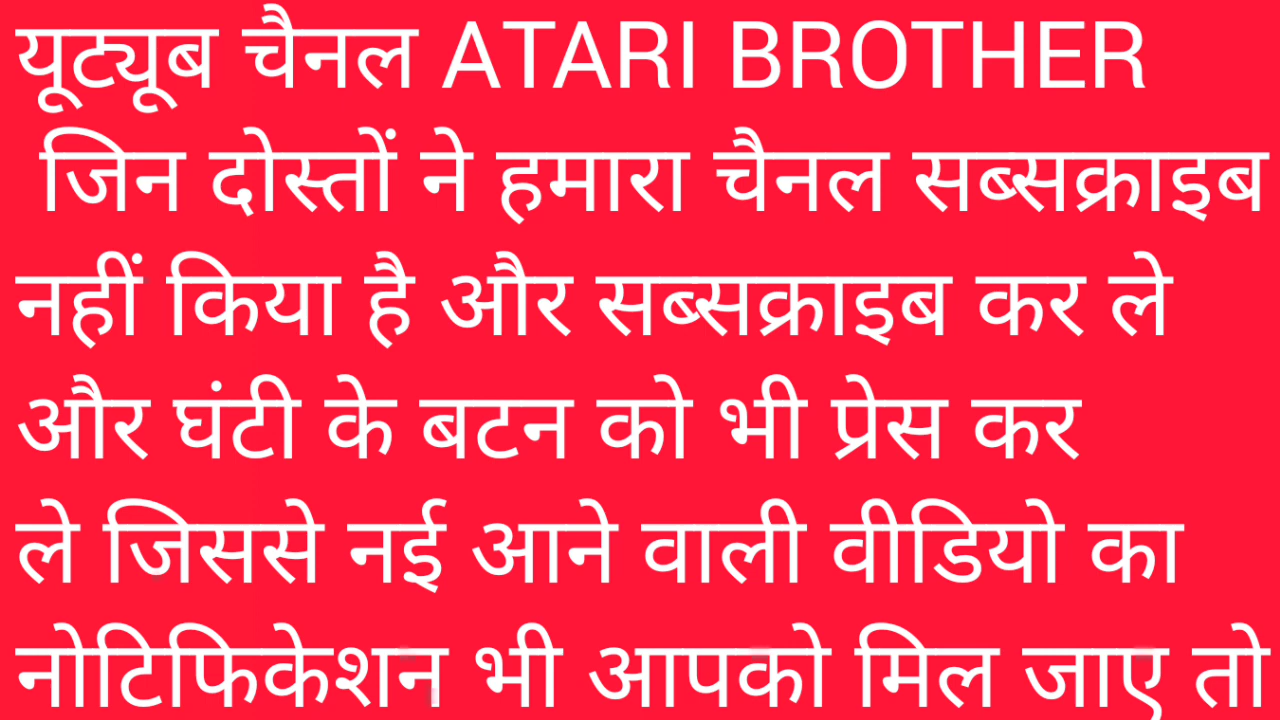 यूट्यूब चैनल ATARI BROTHER
जिन दोस्तों ने हमारा चैनल सब्सक्राइब
नहीं किया है और सब्सक्राइब कर ले
और घंटी के बटन को भी प्रेस कर
ले जिससे नई आने वाली वीडियो का
नोटिफिकेशन भी आपको मिल जाए तो